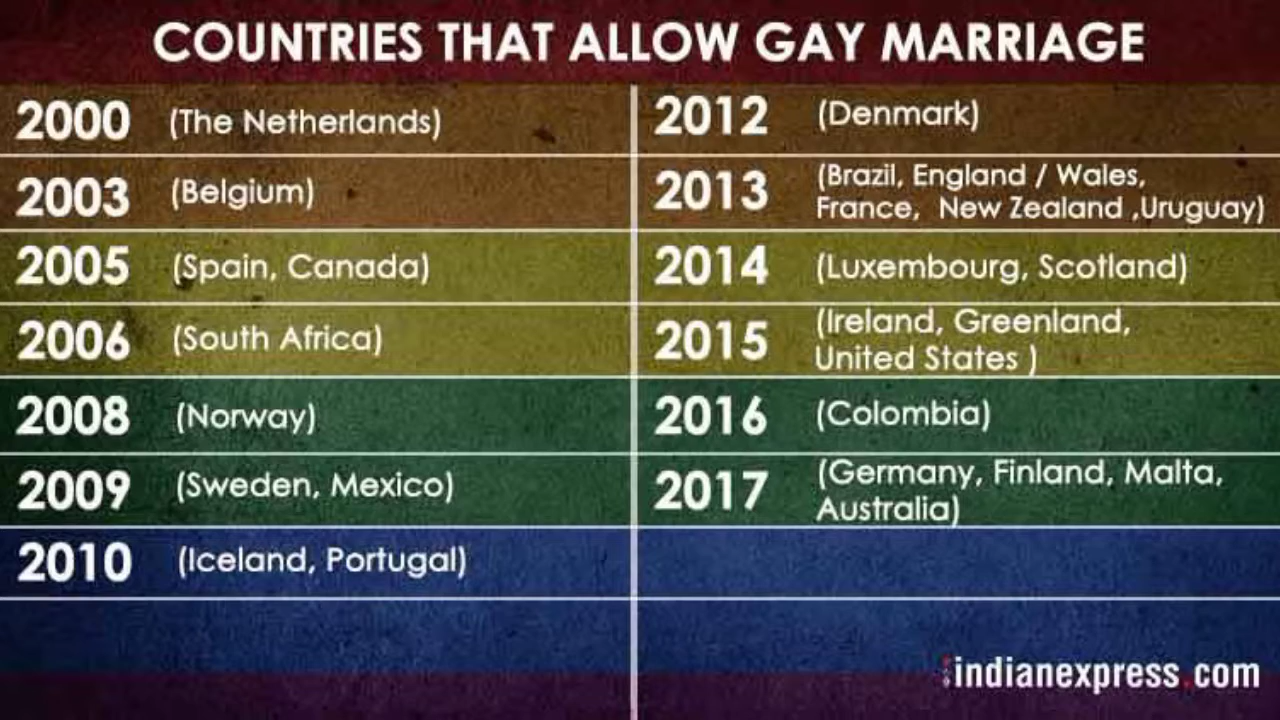 COUNTRIES THAT ALLOW GAY MARRIAGE
2000 (The Netherlands)
2003 (Belgium)
2005 (Spain, Canada)
2006 (South Africa)
2008 (Norway)
2009 (Sweden, Mexico)
2010 (Iceland, Portugal)
2012 (Denmark)
2013 (Brazil, England / Wales,
France, New Zealand ,Uruguay)
2014 (Luxembourg, Scotland)
2015 (Ireland, Greenland,
United States )
2016 (Colombia)
2017 (Germany, Finland, Malta,
Australia)
indianexpress.com